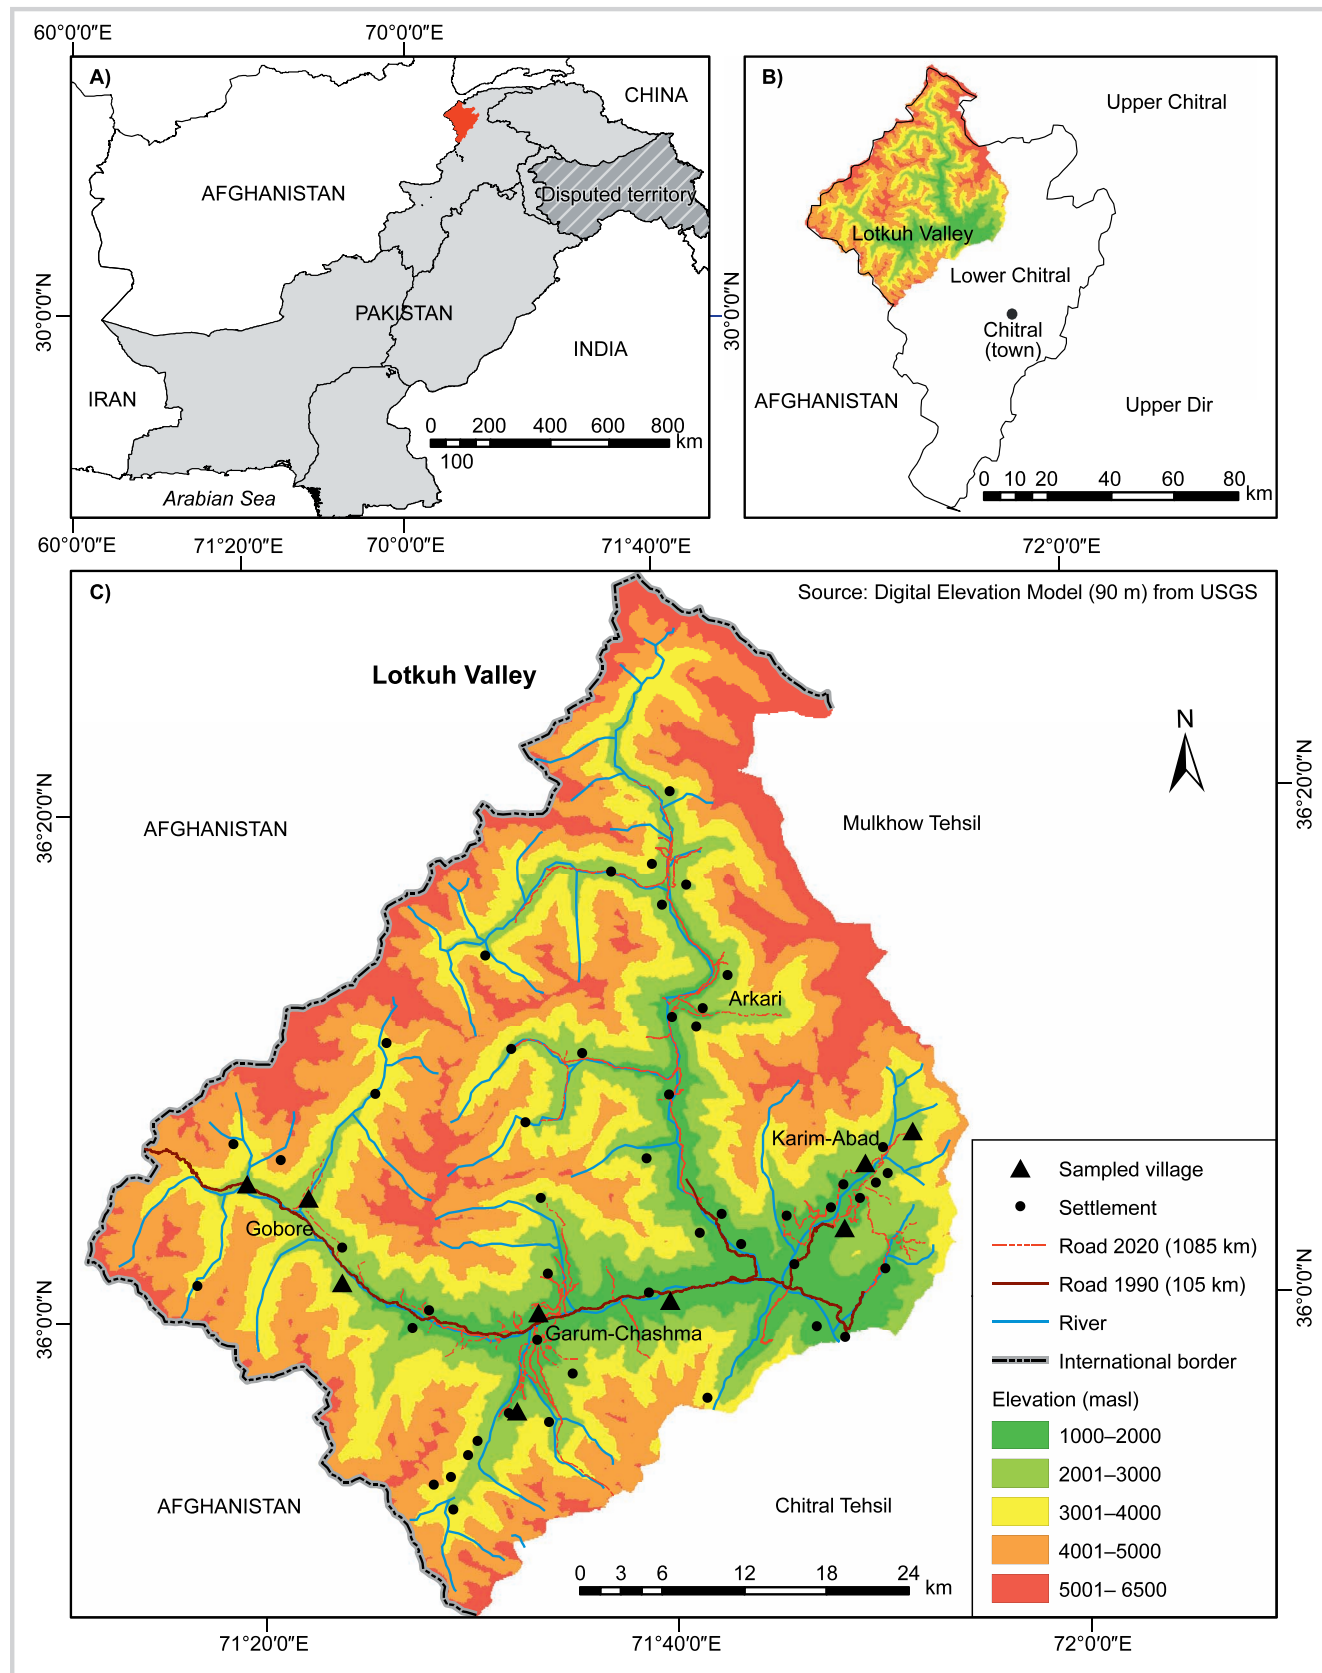 60°0′0″E
70°0′0″E
A)
CHINA
AFGHANISTAN
Disputed territory
30°0′0″N
PAKISTAN
INDIA
IRAN
0 200 400 600 800
km
100
Arabian Sea
60°0′0″E
70°0′0″E
30°0′0″N
B)
Upper Chitral
Lotkuh Valley
Lower Chitral
Chitral
(town)
AFGHANISTAN
Upper Dir
0 10 20 40 60 80
km
71°20′0″E
71°40′0″E
72°0′0″E
C)
Source: Digital Elevation Model (90 m) from USGS
Lotkuh Valley
N
36°20′0″N
36°20′0″N
AFGHANISTAN
Mulkhow Tehsil
Arkari
Karim-Abad
Gobore
36°0′0″N
36°0′0″N
Garum-Chashma
AFGHANISTAN
Chitral Tehsil
0 3 6 12 18 24
km
Sampled village
Settlement
Road 2020 (1085 km)
Road 1990 (105 km)
River
International border
Elevation (masl)
1000–2000
2001–3000
3001–4000
4001–5000
5001– 6500
71°20′0″E
71°40′0″E
72°0′0″E